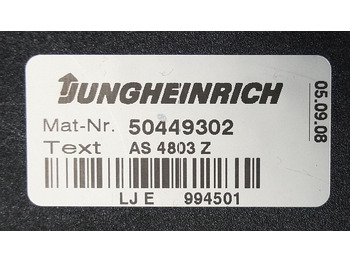 JUNGHEINRICH
Mat-Nr. 50449302
Text AS 4803 Z
LJ E 994501
05.09.08